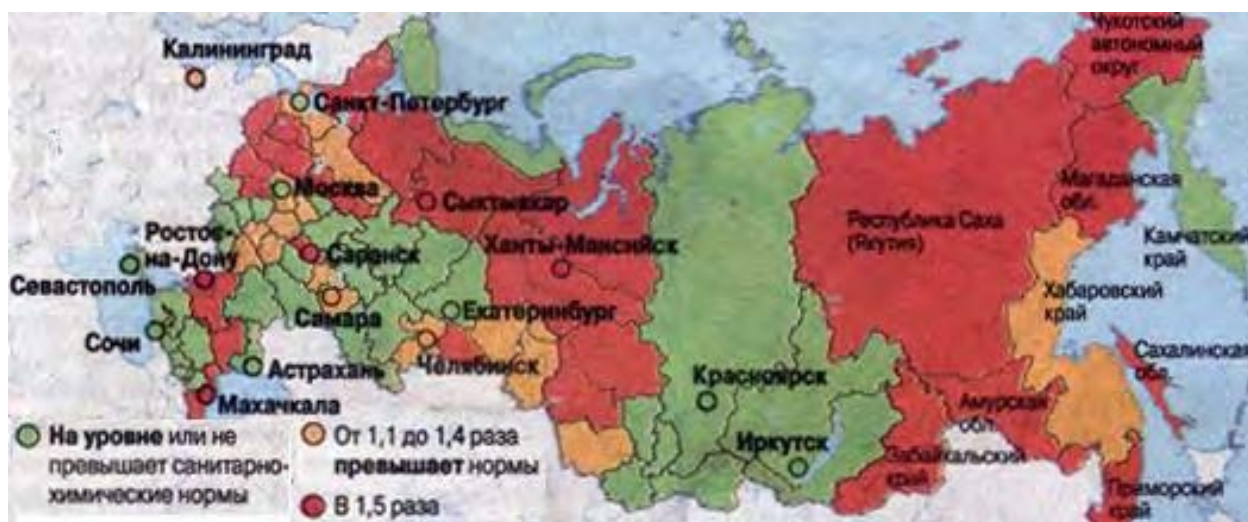 Калининград
Чукотский
автономный
округ
Санкт-Петербург
Москва
Сыктывкар
Магаданская
обл.
Республика Саха
(Якутия)
Ростов-
на-Дону
Саранск
Ханты-Мансийск
Камчатский
край
Севастополь
Самара
Екатеринбург
Хабаровский
край
Сочи
Челябинск
Сахалинская
обл.
Астрахань
Красноярск
Махачкала
Амурская
обл.
Иркутск
Забайкальский
край
Приморский
край
На уровне или не
превышает санитарно-
химические нормы
От 1,1 до 1,4 раза
превышает нормы
В 1,5 раза